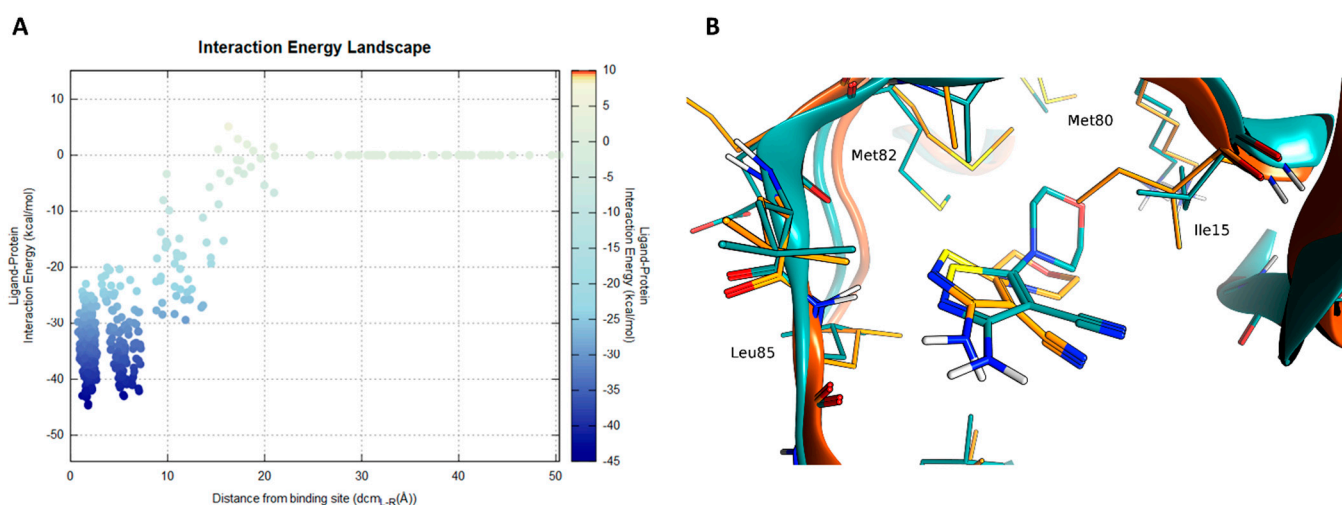 A
B
Interaction Energy Landscape
10
0
-10
-20
-30
-40
-50
Ligand-Protein
Interaction Energy (kcal/mol)
0
10
20
30
40
50
Distance from binding site (dcm_L-R(Å))
10
5
0
-5
-10
-15
-20
-25
-30
-35
-40
-45
Ligand-Protein
Interaction Energy (kcal/mol)
Met80
Met82
Ile15
Leu85